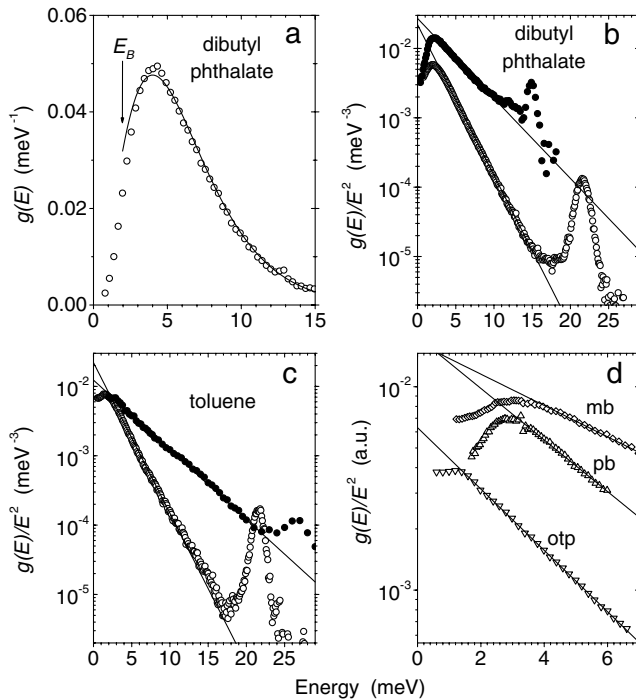 a
E_B
dibutyl
phthalate
g(E) (meV⁻¹)
0.06
0.04
0.02
0.00
0 5 10 15
b
dibutyl
phthalate
g(E)/E² (meV⁻³)
10⁻²
10⁻³
10⁻⁴
10⁻⁵
0 5 10 15 20 25
c
toluene
g(E)/E² (meV⁻³)
10⁻²
10⁻³
10⁻⁴
10⁻⁵
0 5 10 15 20 25
d
mb
pb
otp
g(E)/E² (a.u.)
10⁻²
10⁻³
0 2 4 6
Energy (meV)